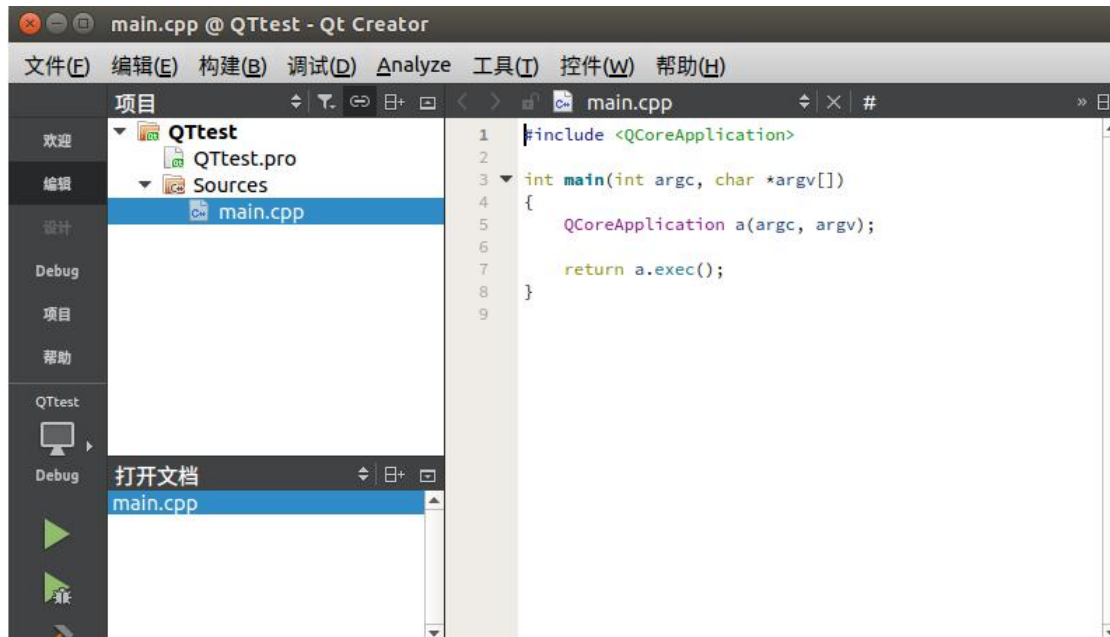 main.cpp @ QTtest - Qt Creator
文件(F) 编辑(E) 构建(B) 调试(D) Analyze 工具(T) 控件(W) 帮助(H)
项目
main.cpp
#
»
欢迎
编辑
设计
Debug
项目
帮助
QTtest
Debug
QTtest
QTtest.pro
Sources
main.cpp
打开文档
main.cpp
1 #include <QCoreApplication>
2
3 int main(int argc, char *argv[])
4 {
5     QCoreApplication a(argc, argv);
6
7     return a.exec();
8 }
9